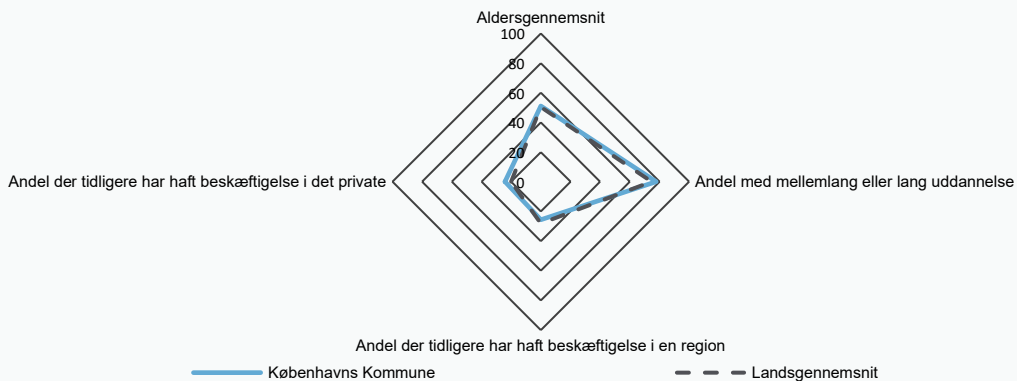 Aldersgennemsnit
100
80
60
40
20
0
Andel der tidligere har haft beskæftigelse i det private
Andel med mellemlang eller lang uddannelse
Andel der tidligere har haft beskæftigelse i en region
Københavns Kommune
Landsgennemsnit